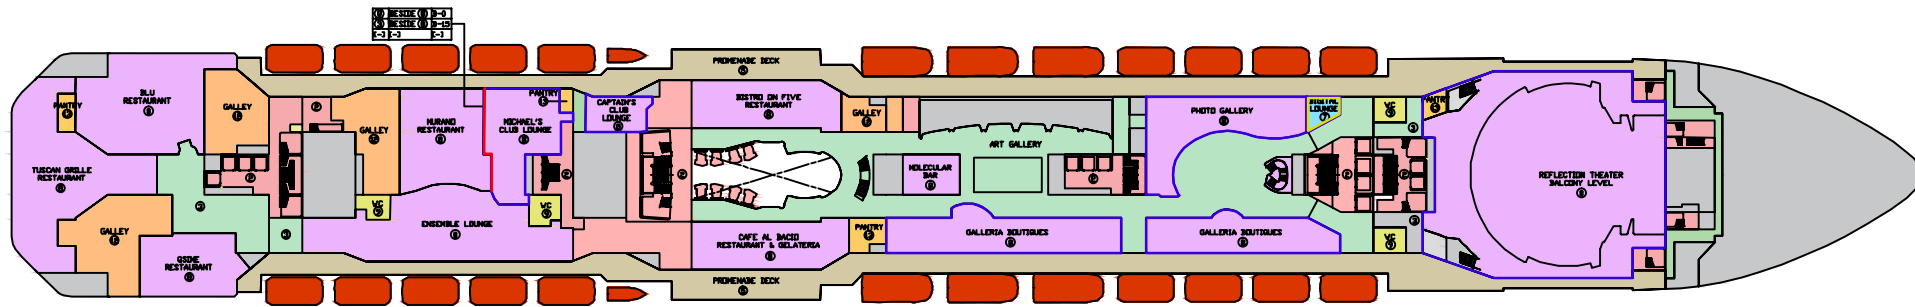 BESIDE
BESIDE
PROMENADE DECK
BLU
RESTAURANT
PANTRY
GALLEY
TUSCAN GRILLE
RESTAURANT
GALLEY
QSINE
RESTAURANT
GALLEY
MURANO
RESTAURANT
MICHAEL'S
CLUB LOUNGE
PANTRY
CAPTAIN'S
CLUB
LOUNGE
ENSEMBLE LOUNGE
BISTRO ON FIVE
RESTAURANT
GALLEY
ART GALLERY
MOLECULAR
BAR
CAFE AL BACIO
RESTAURANT & GELATERIA
PANTRY
GALLERIA BOUTIQUES
PHOTO GALLERY
DIGITAL
LOUNGE
GALLERIA BOUTIQUES
PANTRY
REFLECTION THEATER
BALCONY LEVEL
PROMENADE DECK